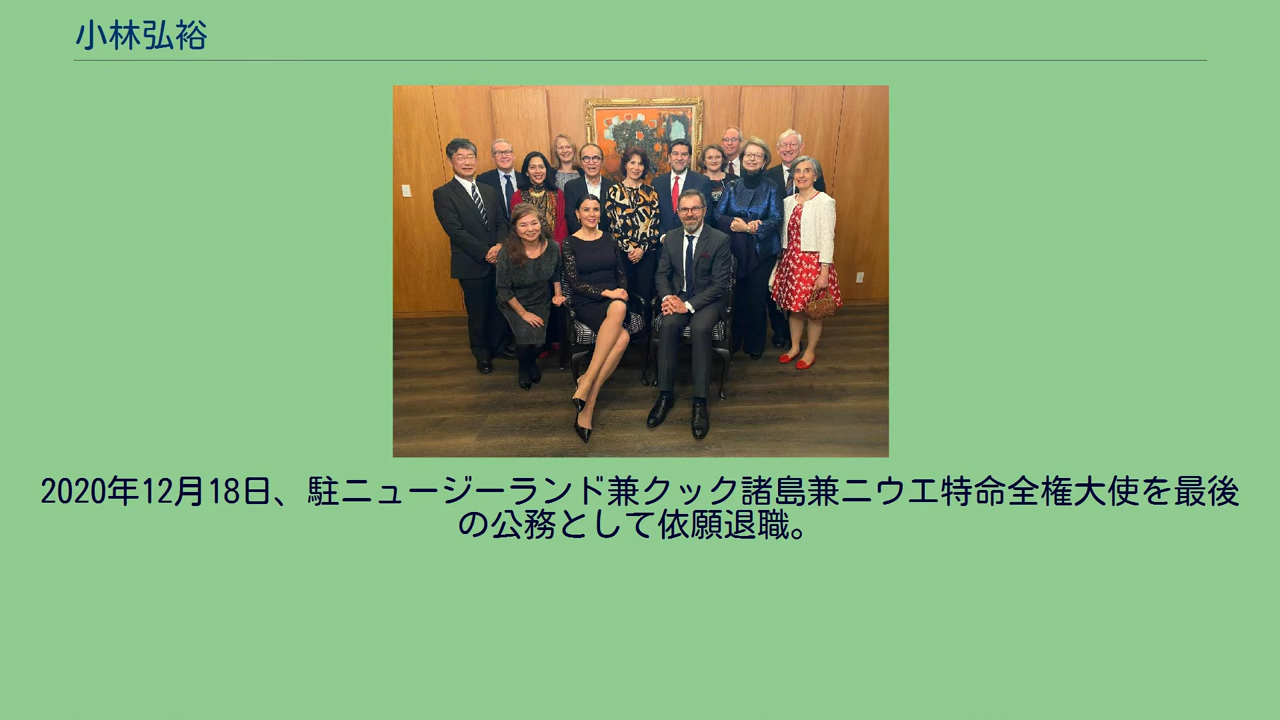 小林弘裕
2020年12月18日、駐ニュージーランド兼クック諸島兼ニウエ特命全権大使を最後
の公務として依願退職。